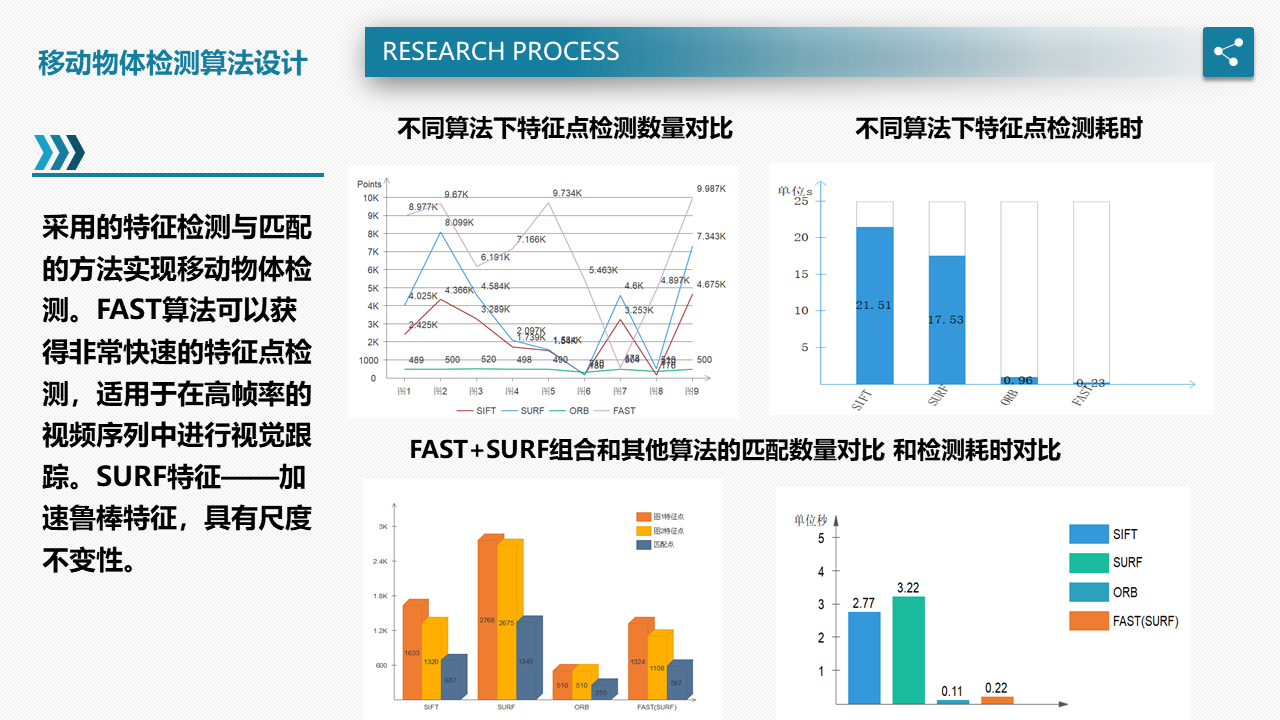 移动物体检测算法设计
RESEARCH PROCESS
采用的特征检测与匹配
的方法实现移动物体检
测。FAST算法可以获
得非常快速的特征点检
测，适用于在高帧率的
视频序列中进行视觉跟
踪。SURF特征——加
速鲁棒特征，具有尺度
不变性。
不同算法下特征点检测数量对比
Points
10K
9K
8K
7K
6K
5K
4K
3K
2K
1000
0
8.977K
9.67K
6.191K
7.166K
9.734K
5.463K
4.897K
9.987K
4.025K
8.099K
4.584K
2.097K
4.6K
7.343K
2.425K
4.366K
3.289K
1.739K
3.253K
4.675K
489
500
520
498
490
500
176
图1 图2 图3 图4 图5 图6 图7 图8 图9
SIFT SURF ORB FAST
不同算法下特征点检测耗时
单位s
25
20
15
10
5
21.51
17.53
0.96
0.23
SIFT SURF ORB FAST
FAST+SURF组合和其他算法的匹配数量对比 和检测耗时对比
3K
2.4K
1.8K
1.2K
600
图1特征点
图2特征点
匹配点
1633 1320 687
2768 2675 1345
510 510 255
1324 1108 587
SIFT SURF ORB FAST(SURF)
单位秒
5
4
3
2
1
2.77
3.22
0.11
0.22
SIFT
SURF
ORB
FAST(SURF)